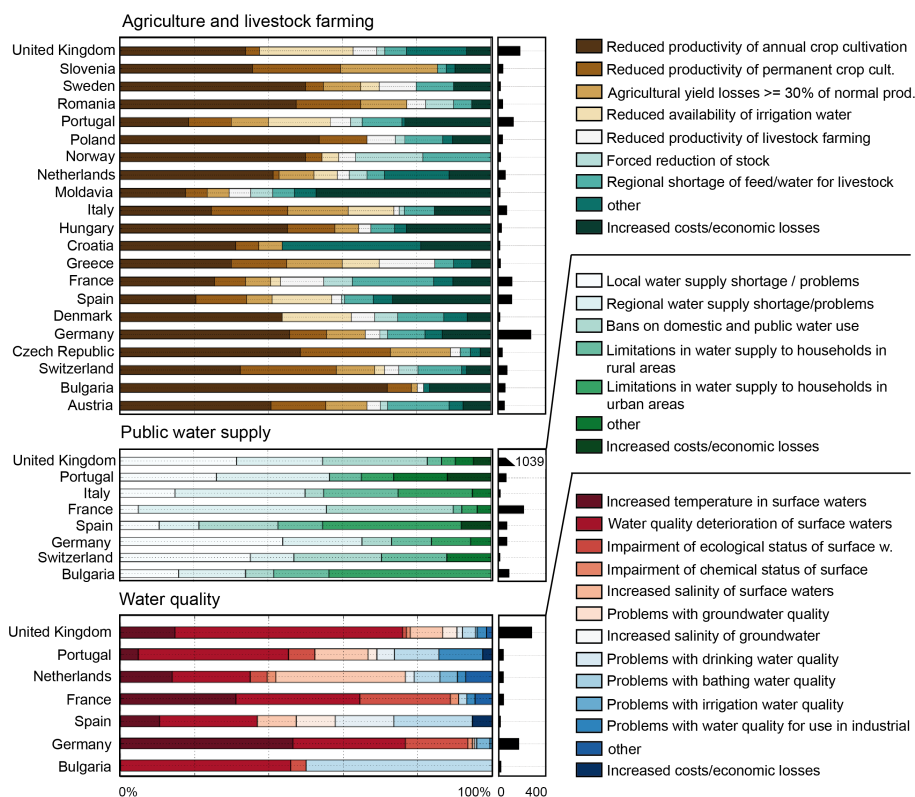 Agriculture and livestock farming
United Kingdom
Slovenia
Sweden
Romania
Portugal
Poland
Norway
Netherlands
Moldavia
Italy
Hungary
Croatia
Greece
France
Spain
Denmark
Germany
Czech Republic
Switzerland
Bulgaria
Austria
Reduced productivity of annual crop cultivation
Reduced productivity of permanent crop cult.
Agricultural yield losses >= 30% of normal prod.
Reduced availability of irrigation water
Reduced productivity of livestock farming
Forced reduction of stock
Regional shortage of feed/water for livestock
other
Increased costs/economic losses
Public water supply
United Kingdom
1039
Portugal
Italy
France
Spain
Germany
Switzerland
Bulgaria
Local water supply shortage / problems
Regional water supply shortage/problems
Bans on domestic and public water use
Limitations in water supply to households in
rural areas
Limitations in water supply to households in
urban areas
other
Increased costs/economic losses
Water quality
United Kingdom
Portugal
Netherlands
France
Spain
Germany
Bulgaria
0%
100%
0
400
Increased temperature in surface waters
Water quality deterioration of surface waters
Impairment of ecological status of surface w.
Impairment of chemical status of surface
Increased salinity of surface waters
Problems with groundwater quality
Increased salinity of groundwater
Problems with drinking water quality
Problems with bathing water quality
Problems with irrigation water quality
Problems with water quality for use in industrial
other
Increased costs/economic losses